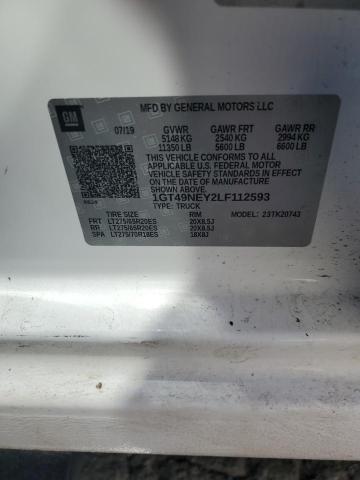 GM
MFD BY GENERAL MOTORS LLC
07/19 GVWR GAWR FRT GAWR RR
5148 KG 2540 KG 2994 KG
11350 LB 5600 LB 6600 LB
THIS VEHICLE CONFORMS TO ALL
APPLICABLE U.S. FEDERAL MOTOR
VEHICLE SAFETY STANDARDS IN EFFECT
ON THE DATE OF MANUFACTURE
SHOWN ABOVE.
1GT49NEY2LF112593
TYPE: TRUCK MODEL: 23TK20743
TIRE SIZE RIM
FRT LT275/65R20ES 20X8.5J
RR LT275/65R20ES 20X8.5J
SPA LT275/70R18ES 18X8J